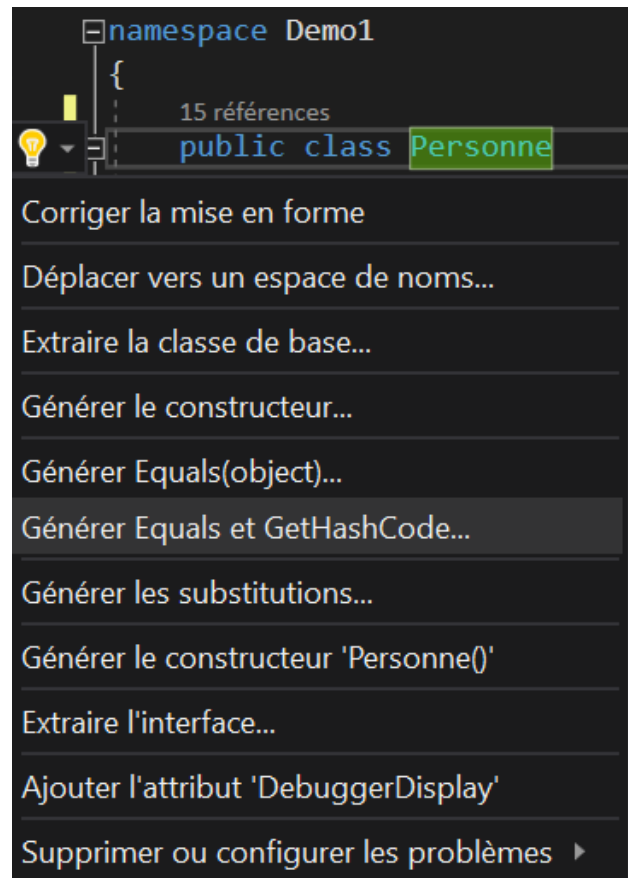 namespace Demo1
{
15 références
public class Personne
Corriger la mise en forme
Déplacer vers un espace de noms...
Extraire la classe de base...
Générer le constructeur...
Générer Equals(object)...
Générer Equals et GetHashCode...
Générer les substitutions...
Générer le constructeur 'Personne()'
Extraire l'interface...
Ajouter l'attribut 'DebuggerDisplay'
Supprimer ou configurer les problèmes